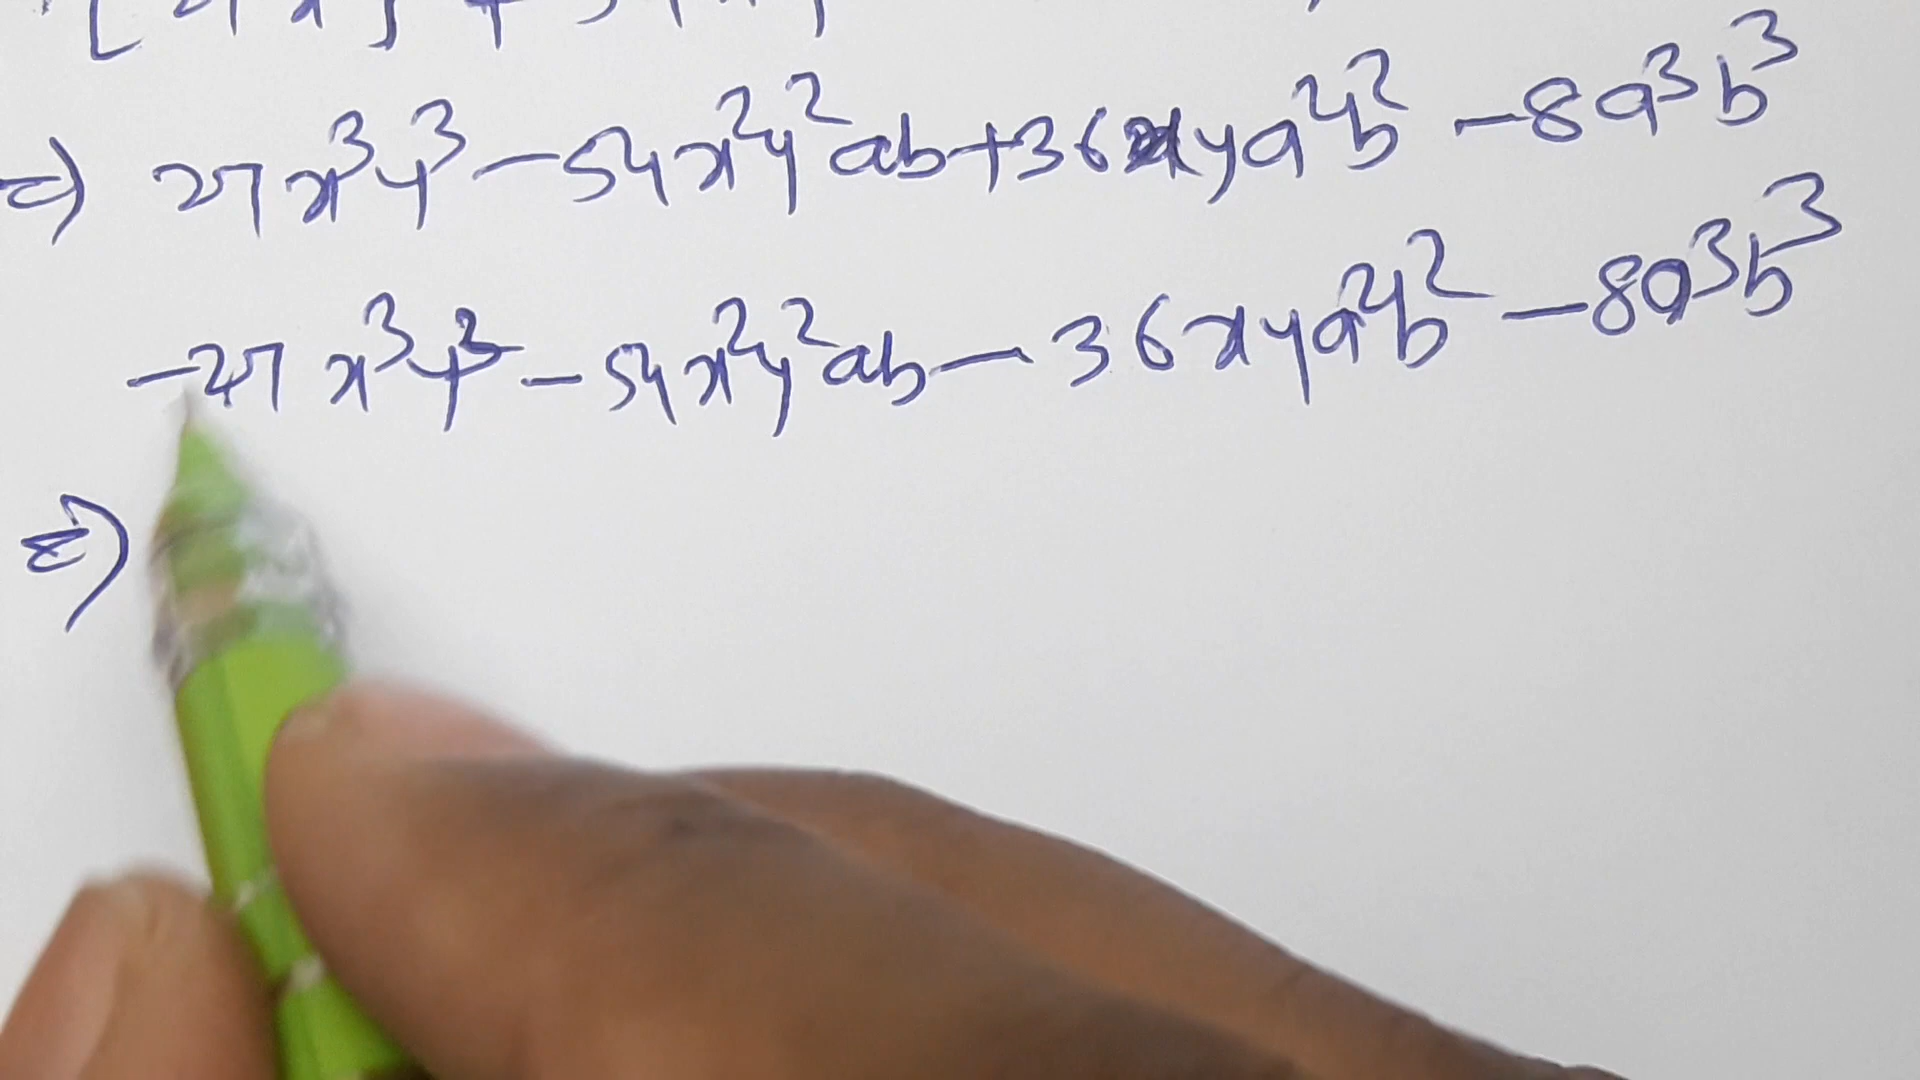 =) 27x³y³ - 54x²y²ab + 36xya²b² - 8a³b³
-27x³y³ - 54x²y²ab - 36xya²b² - 8a³b³
=)